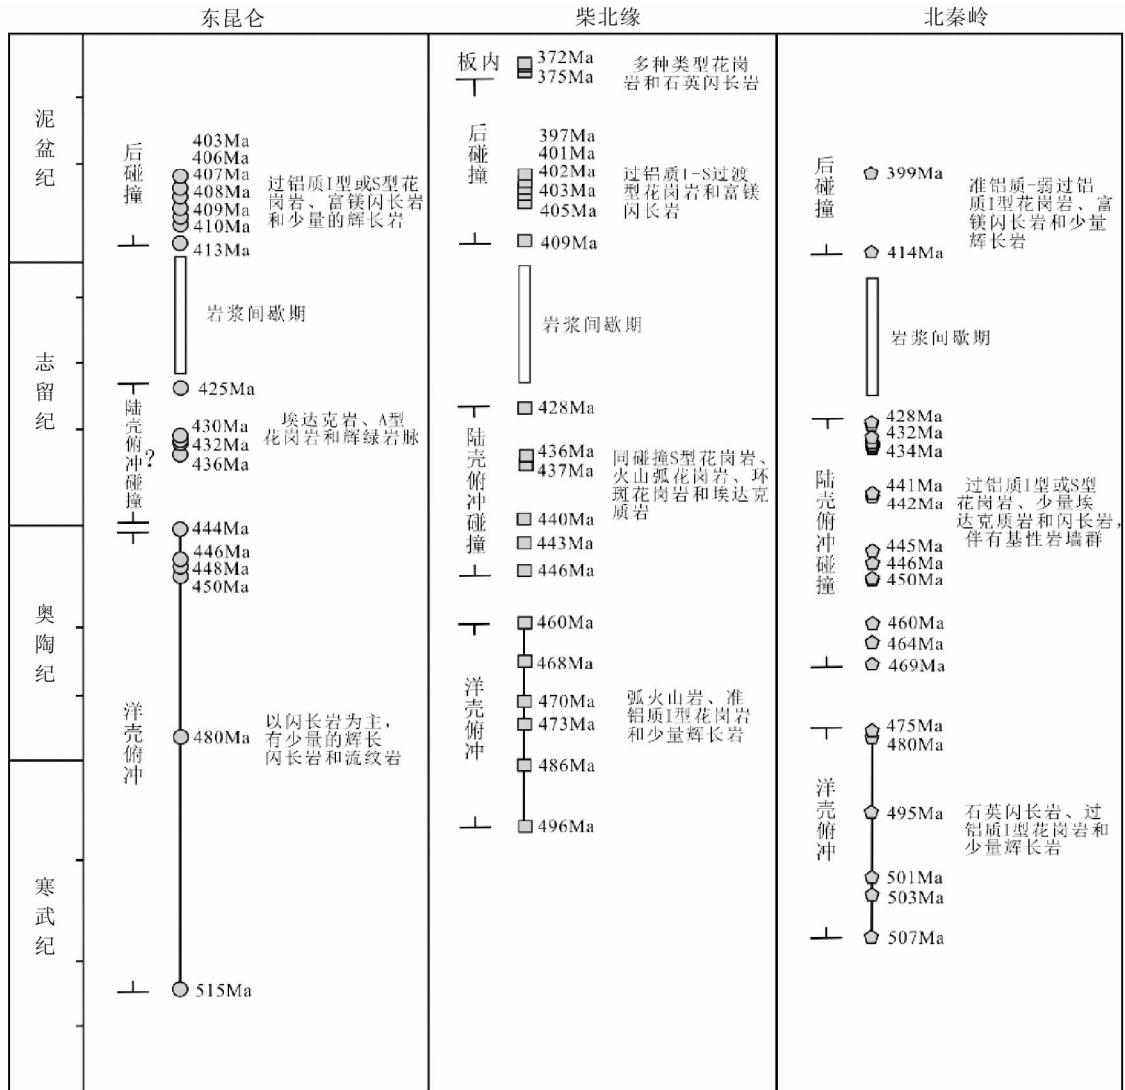 东昆仑
柴北缘
北秦岭
泥盆纪
志留纪
奥陶纪
寒武纪
后碰撞
403Ma
406Ma
407Ma
408Ma
409Ma
410Ma
413Ma
过铝质I型或S型花
岗岩、富镁闪长岩
和少量的辉长岩
岩浆间歇期
陆壳俯冲碰撞
?
425Ma
430Ma
432Ma
436Ma
埃达克岩、A型
花岗岩和辉绿岩脉
洋壳俯冲
444Ma
446Ma
448Ma
450Ma
480Ma
515Ma
以闪长岩为主，
有少量的辉长
闪长岩和流纹岩
板内
372Ma
375Ma
多种类型花岗
岩和石英闪长岩
后碰撞
397Ma
401Ma
402Ma
403Ma
405Ma
409Ma
过铝质I-S过渡
型花岗岩和富镁
闪长岩
岩浆间歇期
陆壳俯冲碰撞
428Ma
436Ma
437Ma
440Ma
443Ma
446Ma
同碰撞S型花岗岩、
火山弧花岗岩、环
斑花岗岩和埃达克
质岩
洋壳俯冲
460Ma
468Ma
470Ma
473Ma
486Ma
496Ma
弧火山岩、准
铝质I型花岗岩
和少量辉长岩
后碰撞
399Ma
414Ma
准铝质-弱过铝
质I型花岗岩、富
镁闪长岩和少量
辉长岩
岩浆间歇期
陆壳俯冲碰撞
428Ma
432Ma
434Ma
441Ma
442Ma
445Ma
446Ma
450Ma
460Ma
464Ma
469Ma
过铝质I型或S型
花岗岩、少量埃
达克质岩和闪长岩，
伴有基性岩墙群
洋壳俯冲
475Ma
480Ma
495Ma
501Ma
503Ma
507Ma
石英闪长岩、过
铝质I型花岗岩和
少量辉长岩